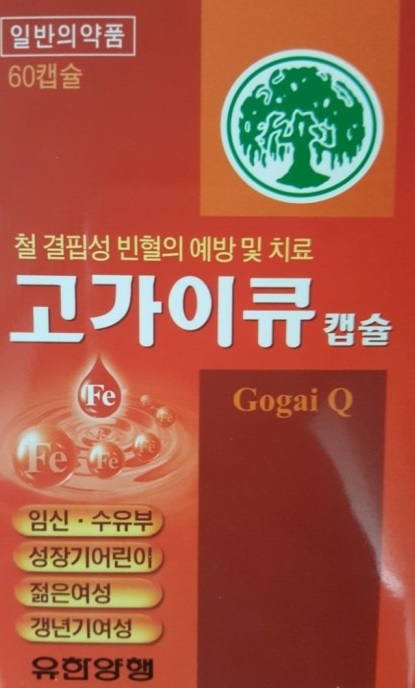 일반의약품
60캡슐
철 결핍성 빈혈의 예방 및 치료
고가이큐 캡슐
Gogai Q
Fe
Fe
Fe
Fe
Fe
임신·수유부
성장기어린이
젊은여성
갱년기여성
유한양행